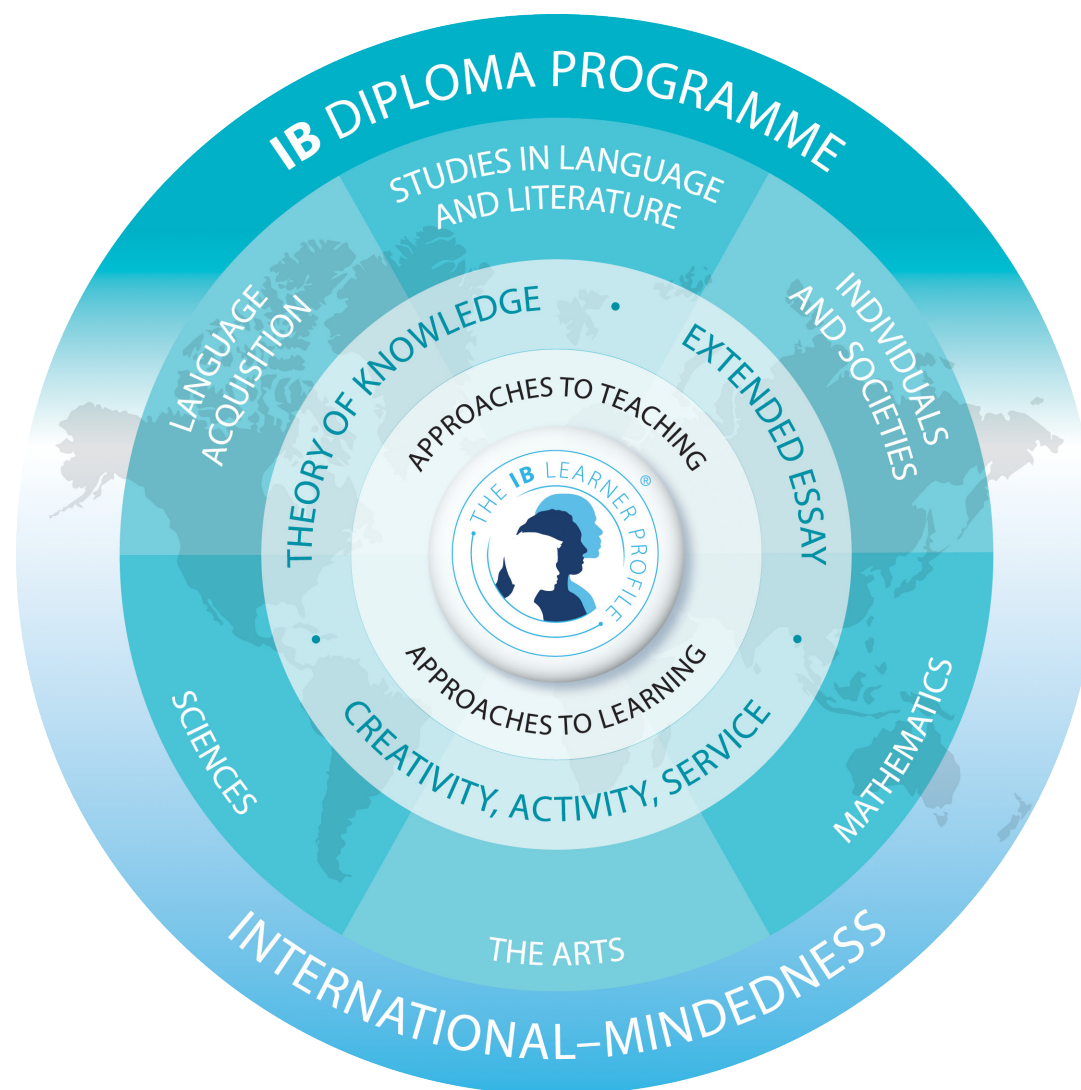 IB DIPLOMA PROGRAMME
STUDIES IN LANGUAGE
AND LITERATURE
LANGUAGE
ACQUISITION
INDIVIDUALS
AND SOCIETIES
THEORY OF KNOWLEDGE
EXTENDED ESSAY
APPROACHES TO TEACHING
THE IB LEARNER PROFILE
®
APPROACHES TO LEARNING
CREATIVITY, ACTIVITY, SERVICE
SCIENCES
MATHEMATICS
THE ARTS
INTERNATIONAL–MINDEDNESS